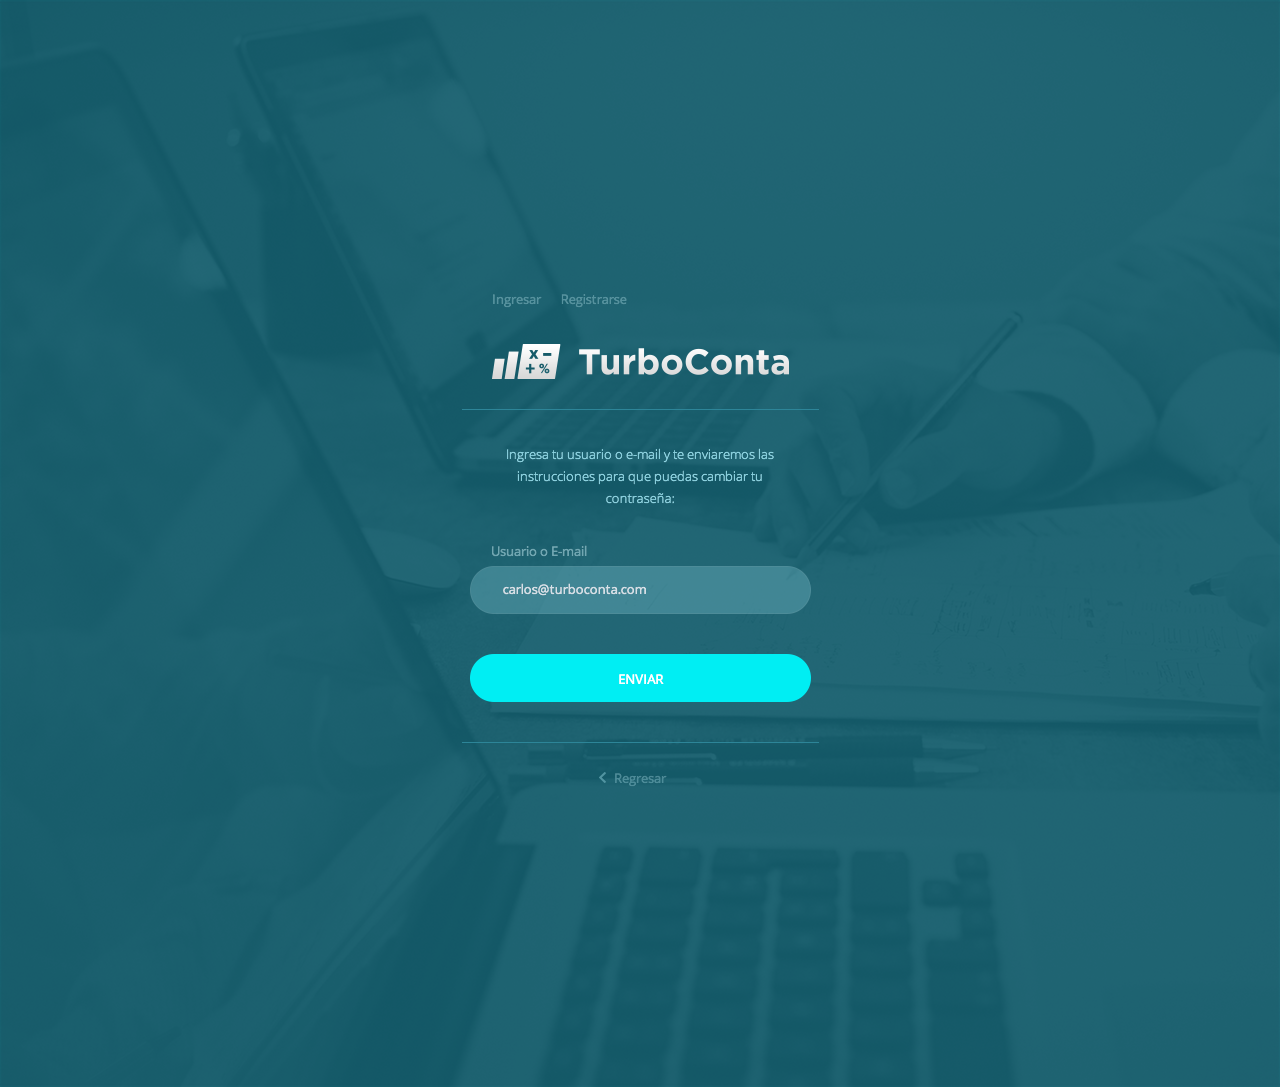 Ingresar Registrarse
x − + % TurboConta
Ingresa tu usuario o e-mail y te enviaremos las
instrucciones para que puedas cambiar tu
contraseña:
Usuario o E-mail
carlos@turboconta.com
ENVIAR
Regresar